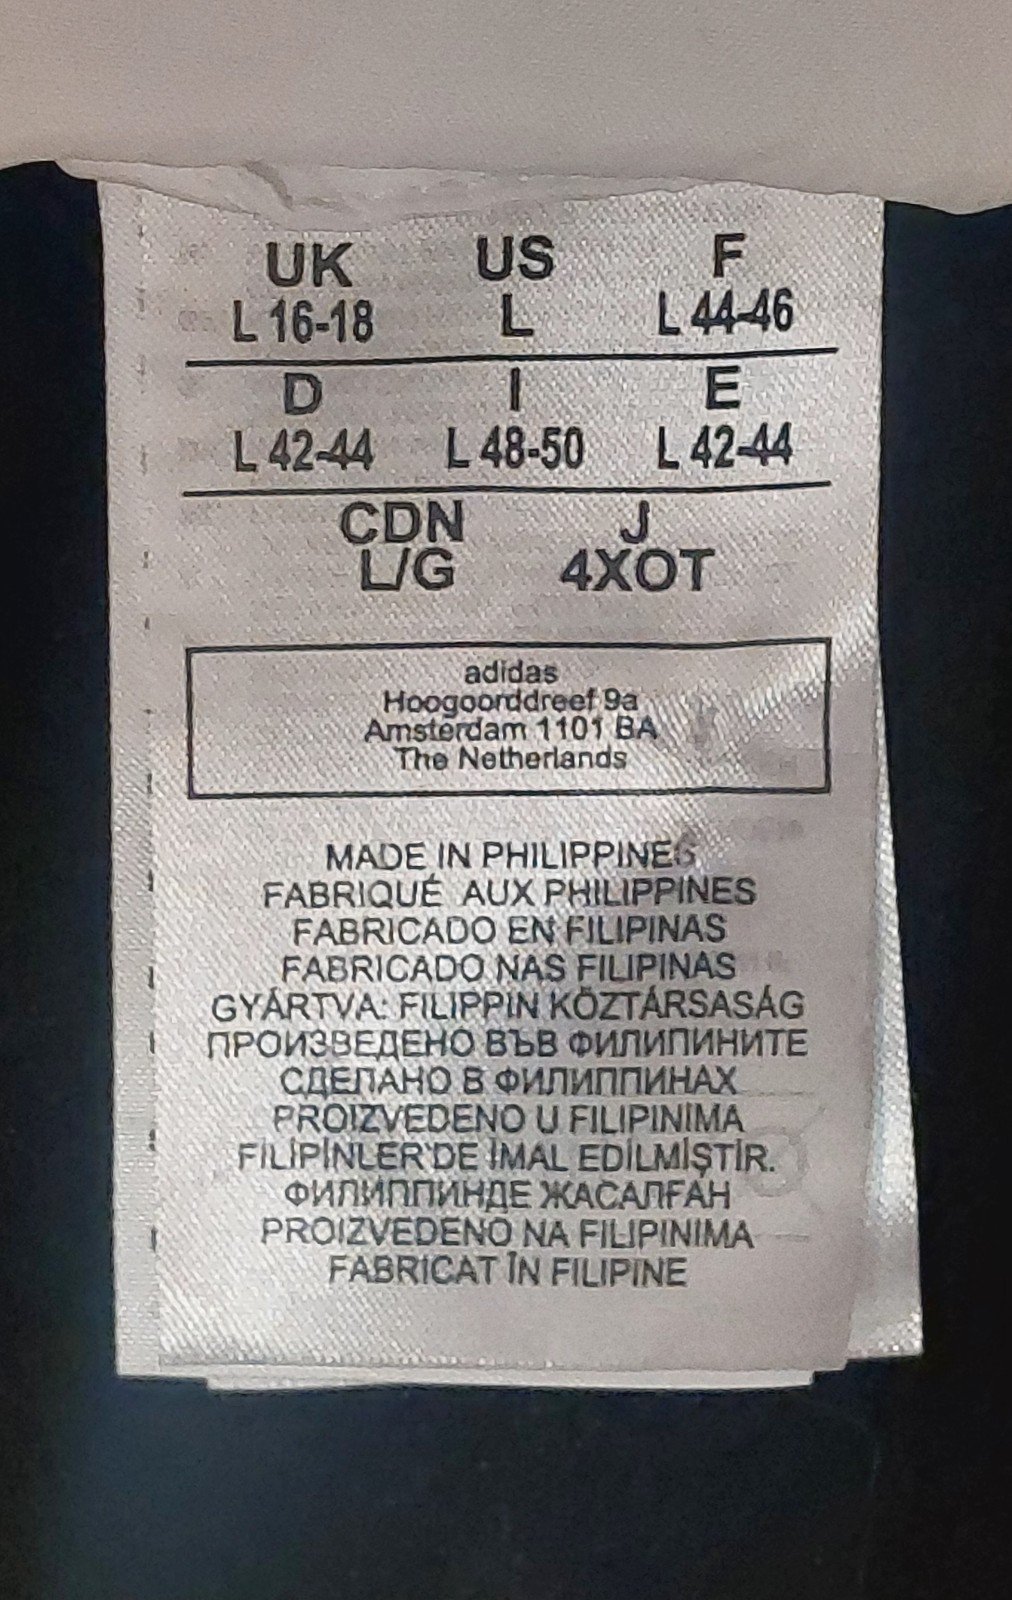 UK US F
L 16-18 L L 44-46
D I E
L 42-44 L 48-50 L 42-44
CDN J
L/G 4XOT
adidas
Hoogoorddreef 9a
Amsterdam 1101 BA
The Netherlands
MADE IN PHILIPPINES
FABRIQUÉ AUX PHILIPPINES
FABRICADO EN FILIPINAS
FABRICADO NAS FILIPINAS
GYÁRTVA: FILIPPIN KÖZTÁRSASÁG
ПРОИЗВЕДЕНО ВЪВ ФИЛИПИНИТЕ
СДЕЛАНО В ФИЛИППИНАХ
PROIZVEDENO U FILIPINIMA
FİLİPİNLER'DE İMAL EDİLMİŞTİR.
ФИЛИППИНДЕ ЖАСАЛҒАН
PROIZVEDENO NA FILIPINIMA
FABRICAT ÎN FILIPINE